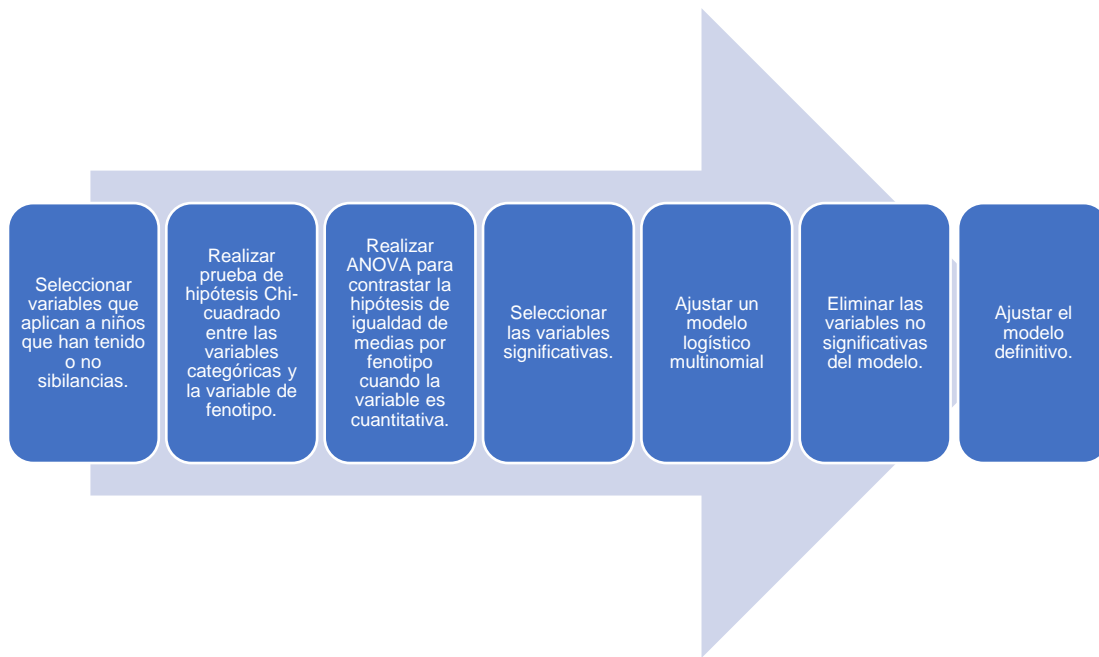 Seleccionar
variables que
aplican a niños
que han tenido
o no
sibilancias.
Realizar
prueba de
hipótesis Chi-
cuadrado
entre las
variables
categóricas y
la variable de
fenotipo.
Realizar
ANOVA para
contrastar la
hipótesis de
igualdad de
medias por
fenotipo
cuando la
variable es
cuantitativa.
Seleccionar
las variables
significativas.
Ajustar un
modelo
logístico
multinomial
Eliminar las
variables no
significativas
del modelo.
Ajustar el
modelo
definitivo.